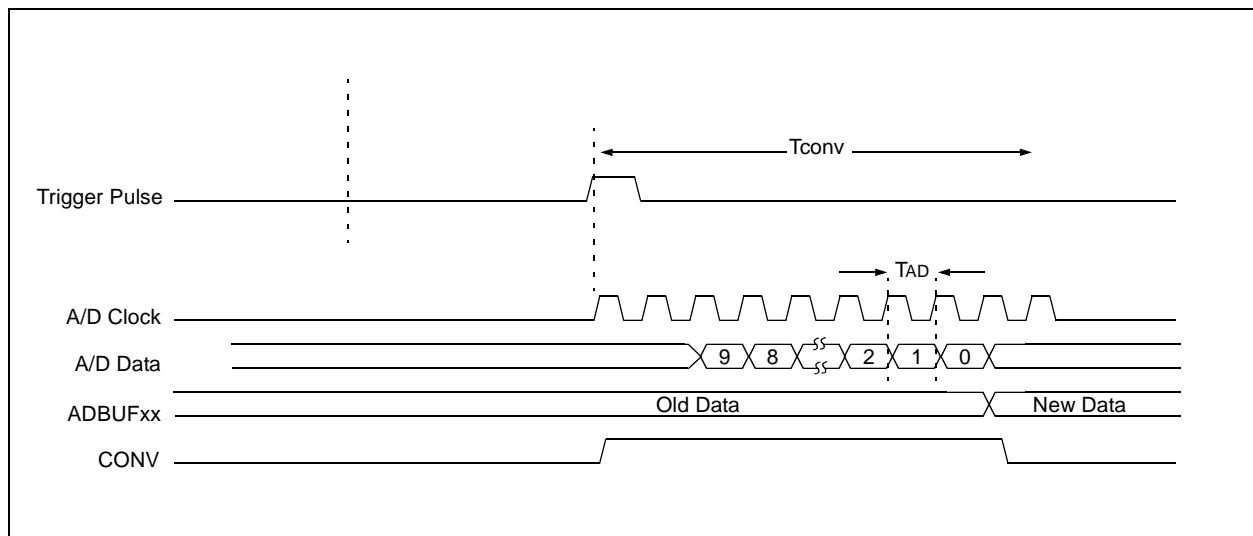 Tconv
Trigger Pulse
TAD
A/D Clock
A/D Data
9 8 2 1 0
ADBUFxx
Old Data
New Data
CONV